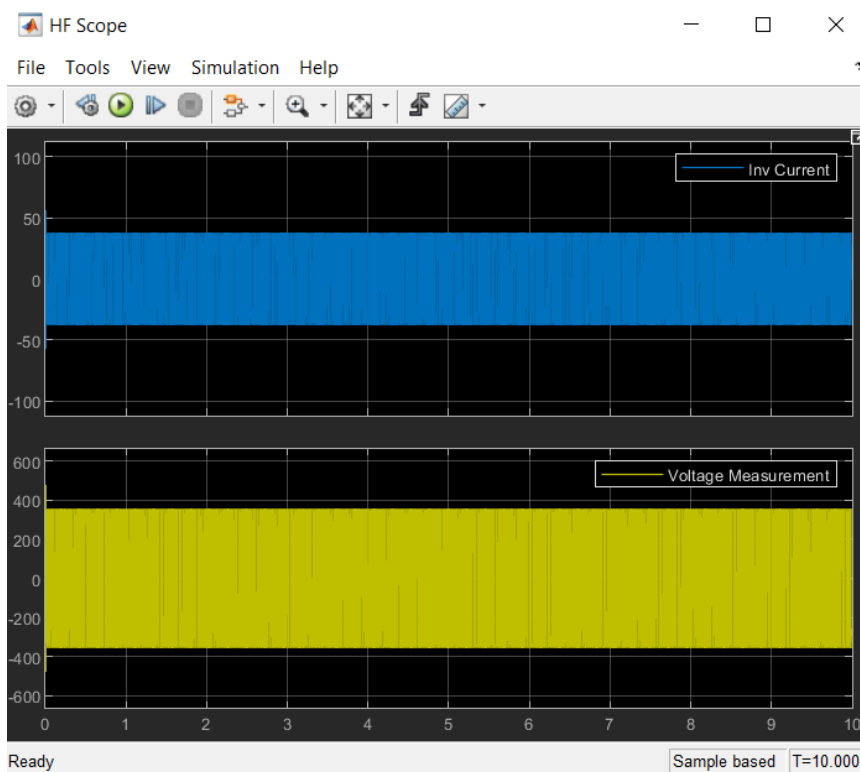 HF Scope
File Tools View Simulation Help
100
Inv Current
50
0
-50
-100
600
Voltage Measurement
400
200
0
-200
-400
-600
0 1 2 3 4 5 6 7 8 9 10
Ready Sample based T=10.000